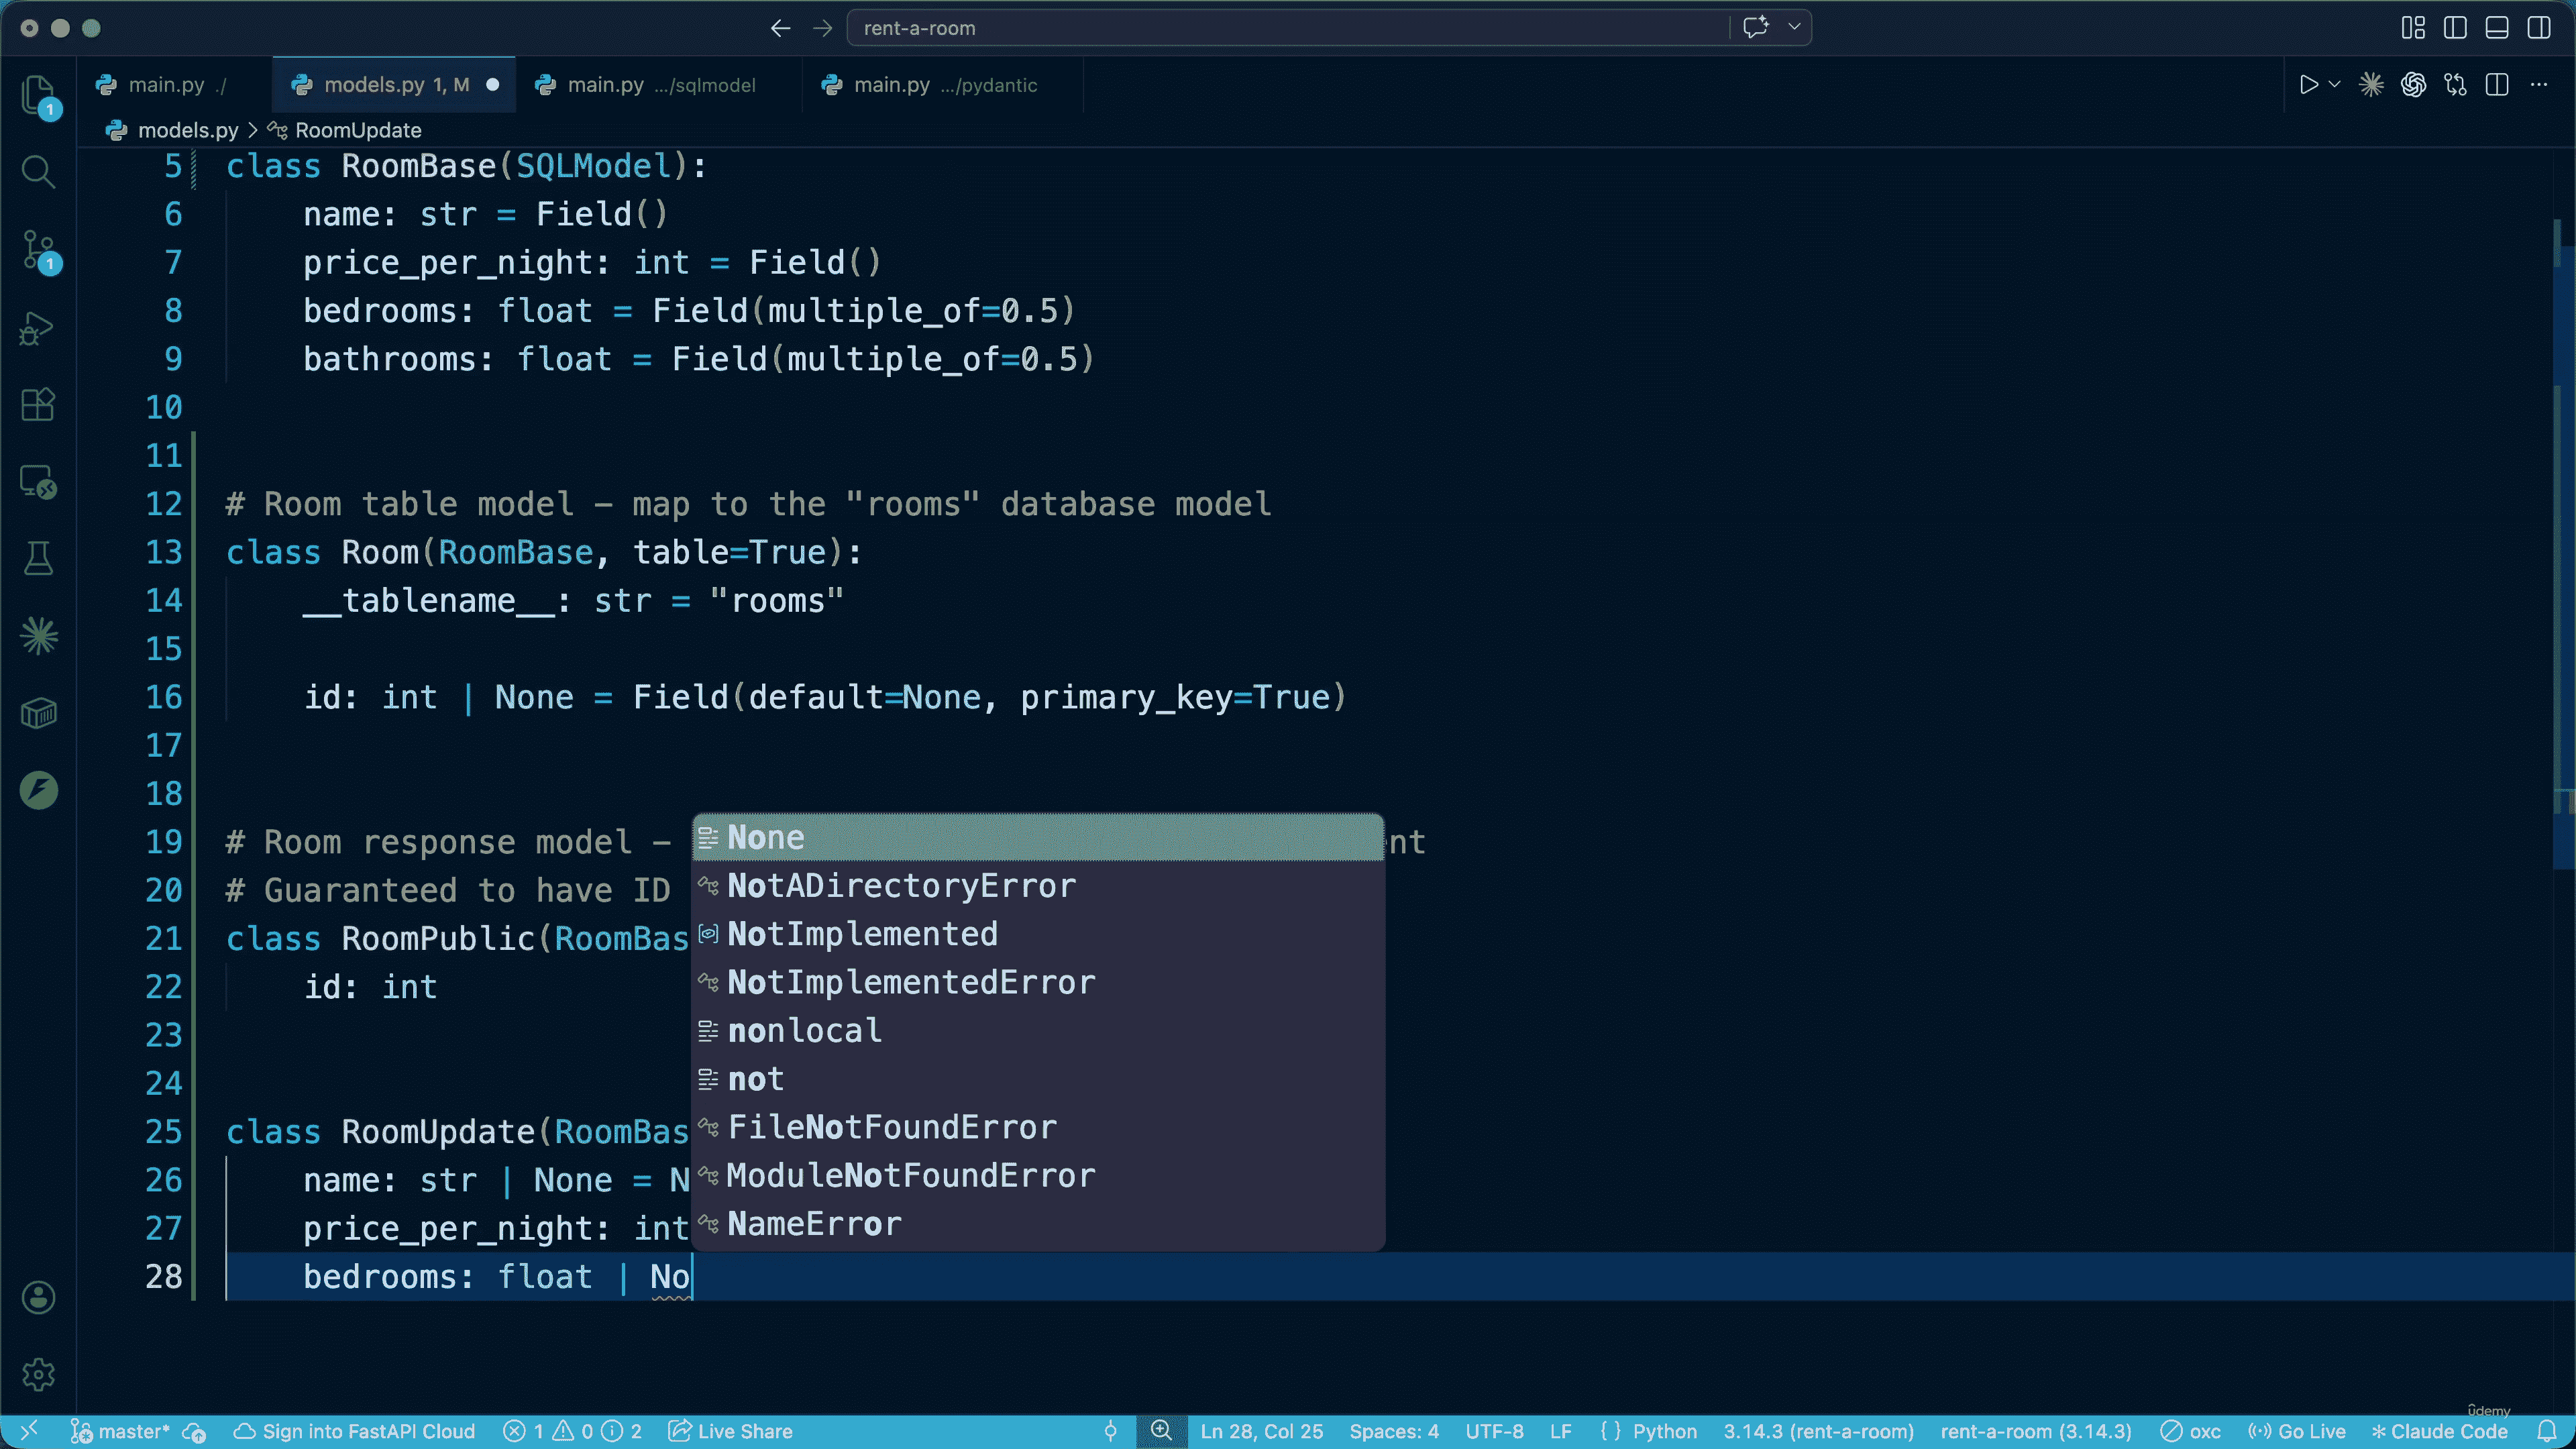 rent-a-room
main.py ./
models.py 1, M
main.py .../sqlmodel
main.py .../pydantic
models.py > RoomUpdate
5 class RoomBase(SQLModel):
6 name: str = Field()
7 price_per_night: int = Field()
8 bedrooms: float = Field(multiple_of=0.5)
9 bathrooms: float = Field(multiple_of=0.5)
10
11
12 # Room table model – map to the "rooms" database model
13 class Room(RoomBase, table=True):
14 __tablename__: str = "rooms"
15
16 id: int | None = Field(default=None, primary_key=True)
17
18
19 # Room response model – nt
20 # Guaranteed to have ID
21 class RoomPublic(RoomBas
22 id: int
23
24
25 class RoomUpdate(RoomBas
26 name: str | None = N
27 price_per_night: int
28 bedrooms: float | No
None
NotADirectoryError
NotImplemented
NotImplementedError
nonlocal
not
FileNotFoundError
ModuleNotFoundError
NameError
1
1
udemy
master* Sign into FastAPI Cloud 1 0 2 Live Share Ln 28, Col 25 Spaces: 4 UTF-8 LF { } Python 3.14.3 (rent-a-room) rent-a-room (3.14.3) oxc Go Live Claude Code